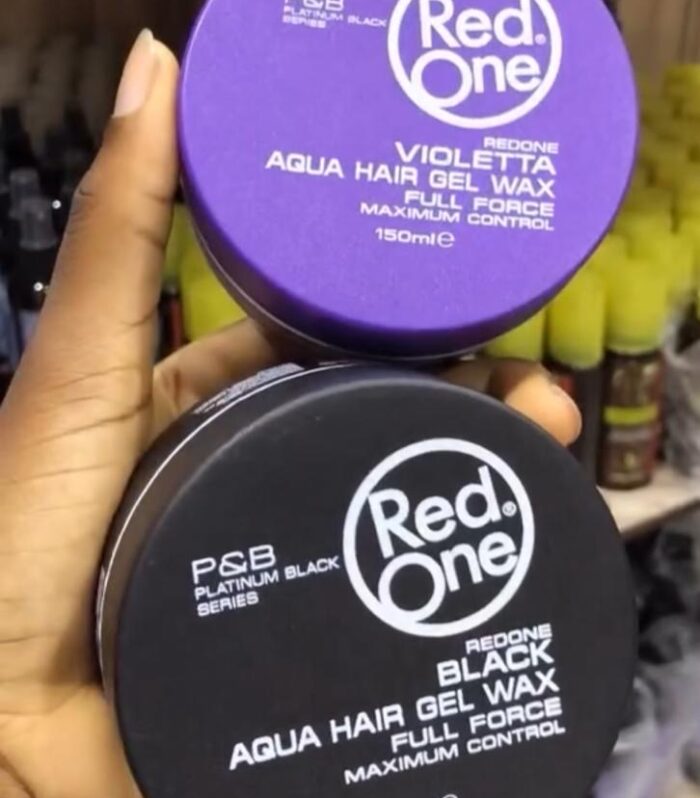 P&B
PLATINUM BLACK
SERIES
Red
One
REDONE
VIOLETTA
AQUA HAIR GEL WAX
FULL FORCE
MAXIMUM CONTROL
150ml℮
P&B
PLATINUM BLACK
SERIES
Red®
One
REDONE
BLACK
AQUA HAIR GEL WAX
FULL FORCE
MAXIMUM CONTROL